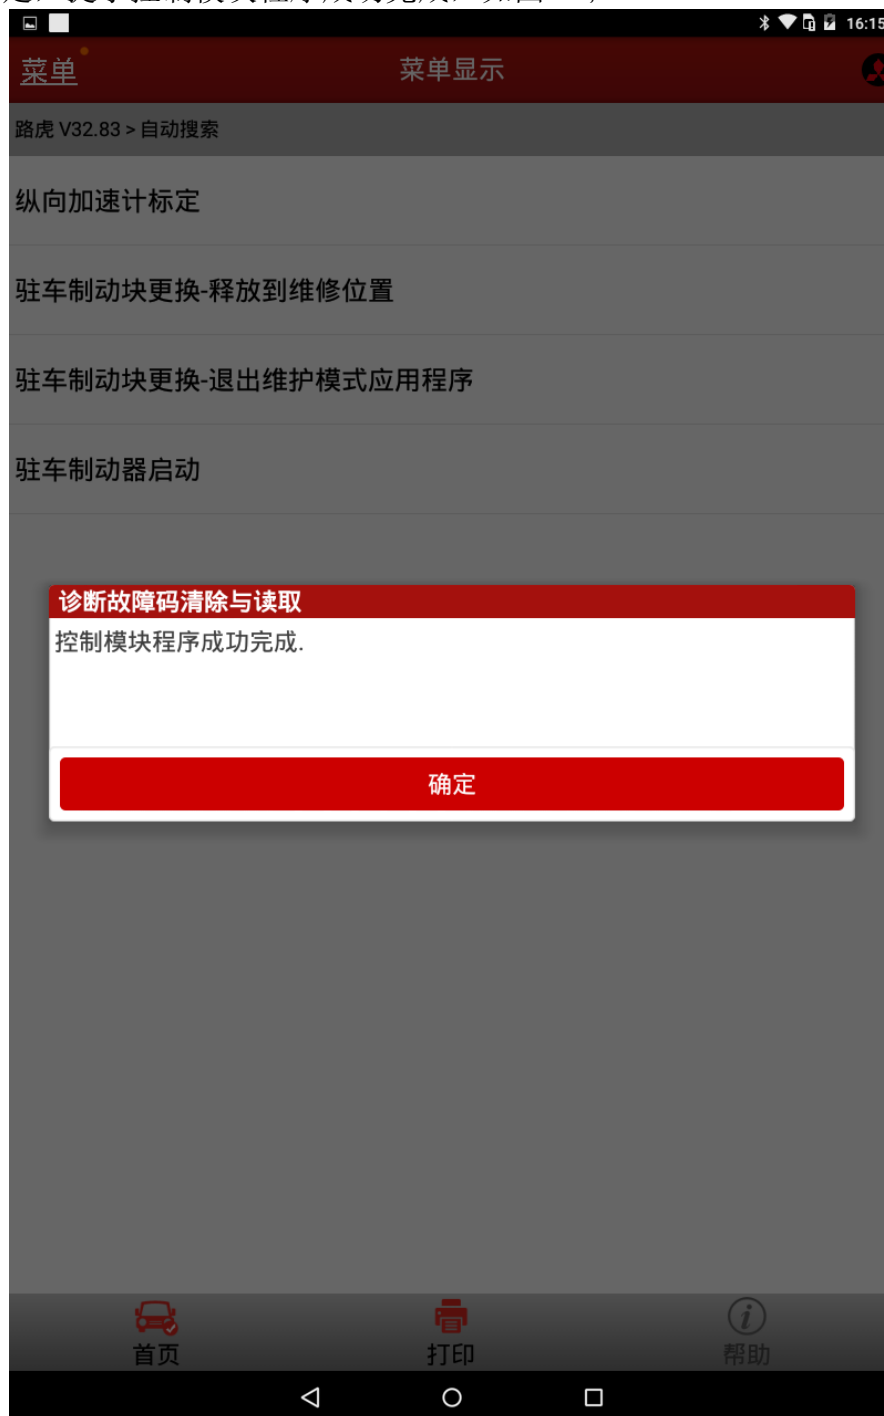 16:15
菜单
菜单显示
路虎 V32.83 > 自动搜索
纵向加速计标定
驻车制动块更换-释放到维修位置
驻车制动块更换-退出维护模式应用程序
驻车制动器启动
诊断故障码清除与读取
控制模块程序成功完成.
确定
首页
打印
帮助